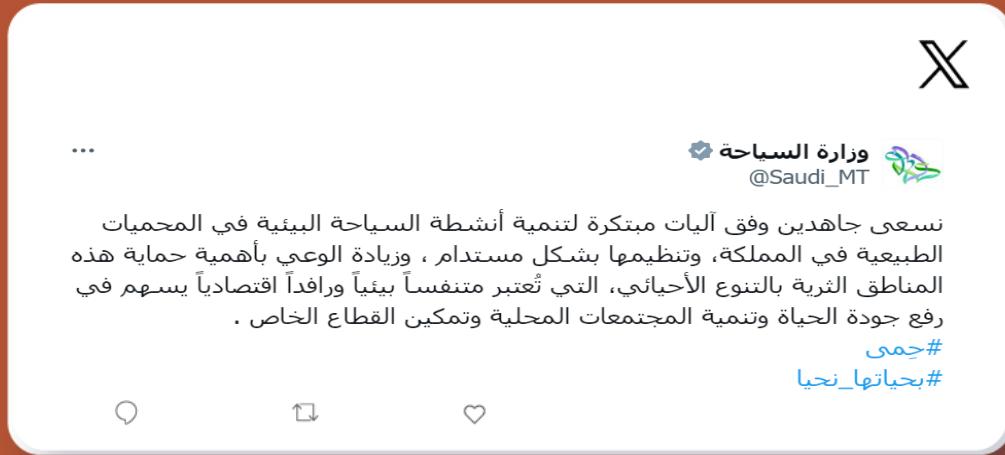 X
وزارة السياحة
@Saudi_MT
...
نسعى جاهدين وفق آليات مبتكرة لتنمية أنشطة السياحة البيئية في المحميات
الطبيعية في المملكة، وتنظيمها بشكل مستدام ، وزيادة الوعي بأهمية حماية هذه
المناطق الثرية بالتنوع الأحيائي، التي تُعتبر متنفساً بيئياً ورافداً اقتصادياً يسهم في
رفع جودة الحياة وتنمية المجتمعات المحلية وتمكين القطاع الخاص .
#حِمى
#بحياتها_نحيا